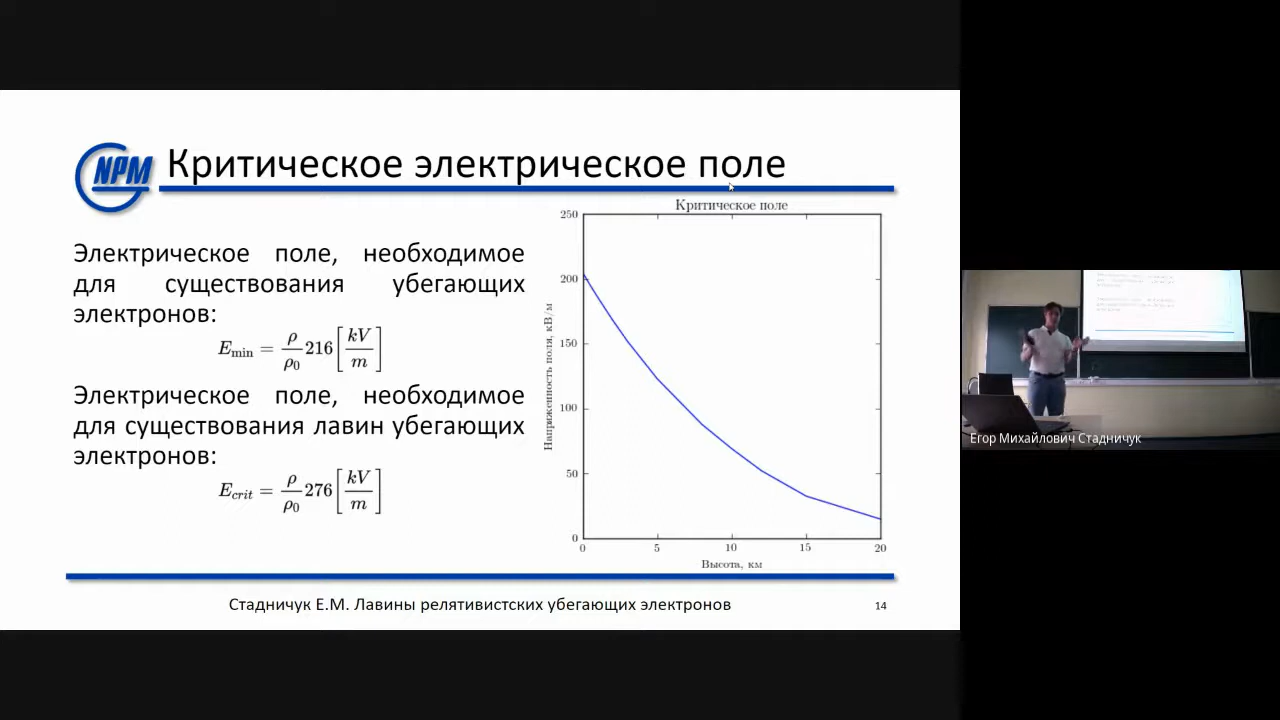 NPM
Критическое электрическое поле
Электрическое поле, необходимое
для существования убегающих
электронов:
E_min = ρ/ρ₀ 216 [kV/m]
Электрическое поле, необходимое
для существования лавин убегающих
электронов:
E_crit = ρ/ρ₀ 276 [kV/m]
Критическое поле
250
200
150
100
50
0
Напряженность поля, кВ/м
0 5 10 15 20
Высота, км
Стадничук Е.М. Лавины релятивистских убегающих электронов
14
Егор Михайлович Стадничук